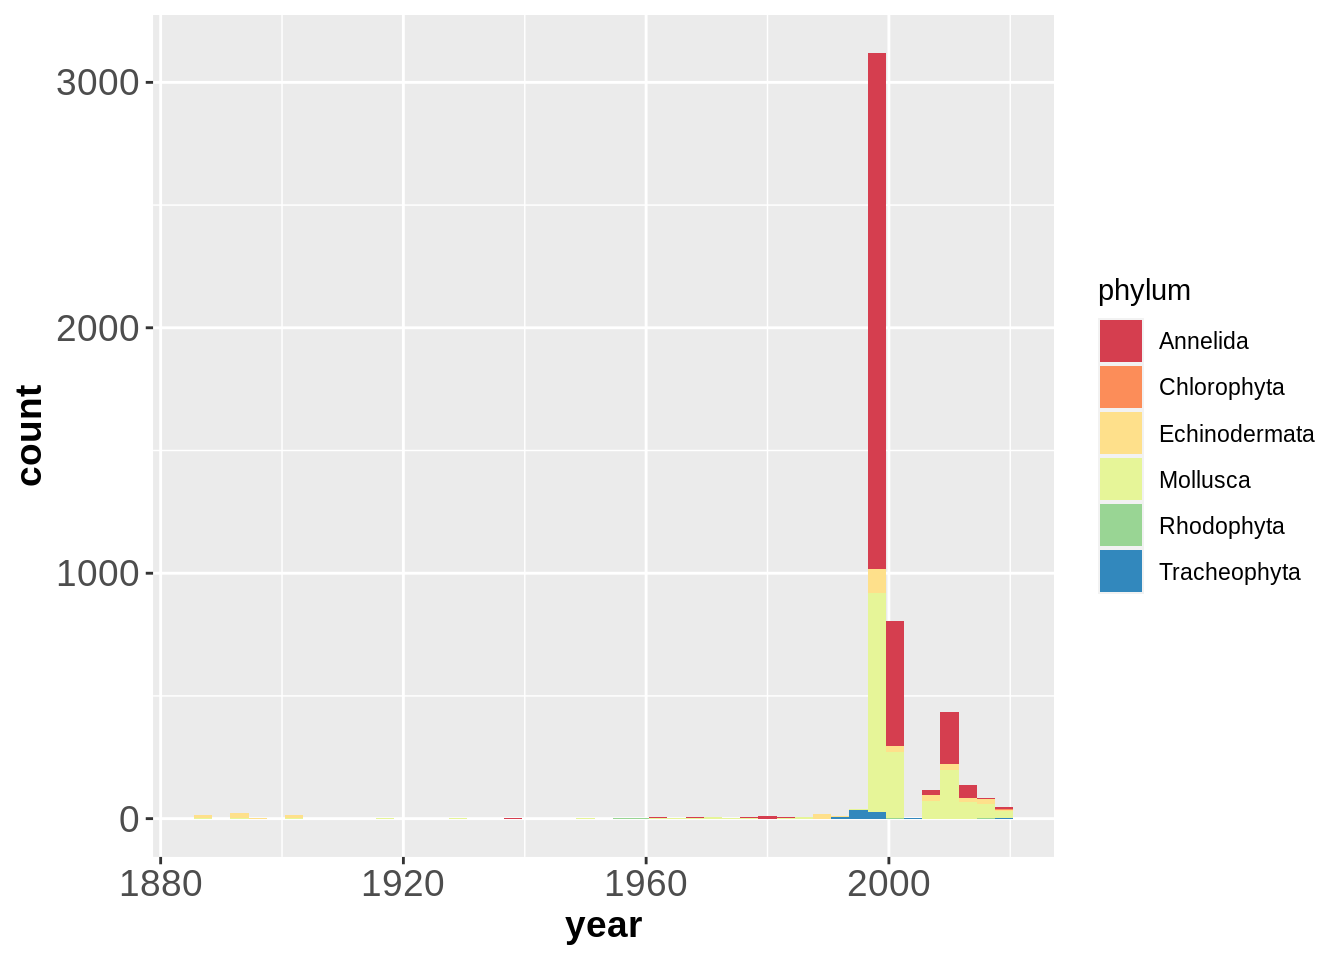 3000
2000
1000
0
count
1880 1920 1960 2000
year
phylum
Annelida
Chlorophyta
Echinodermata
Mollusca
Rhodophyta
Tracheophyta